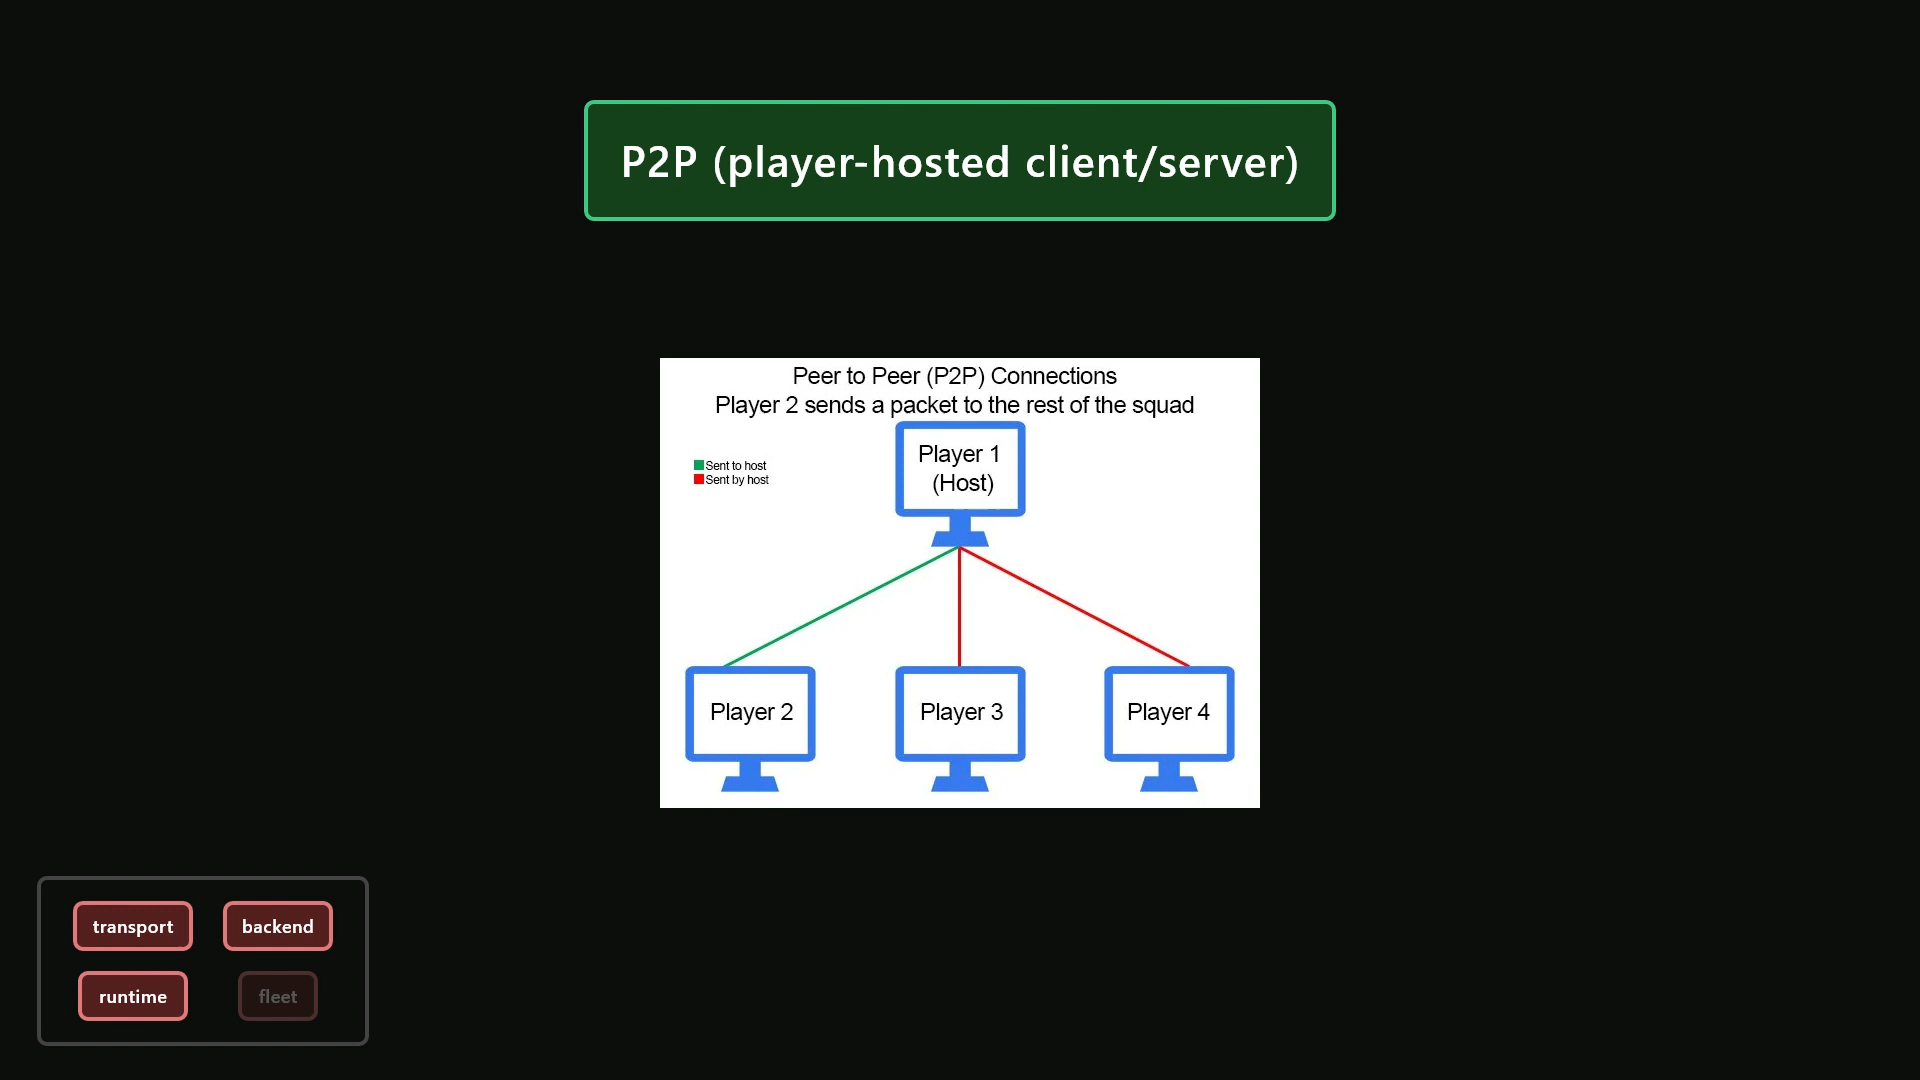 P2P (player-hosted client/server)
Peer to Peer (P2P) Connections
Player 2 sends a packet to the rest of the squad
Player 1
(Host)
Sent to host
Sent by host
Player 2
Player 3
Player 4
transport
backend
runtime
fleet